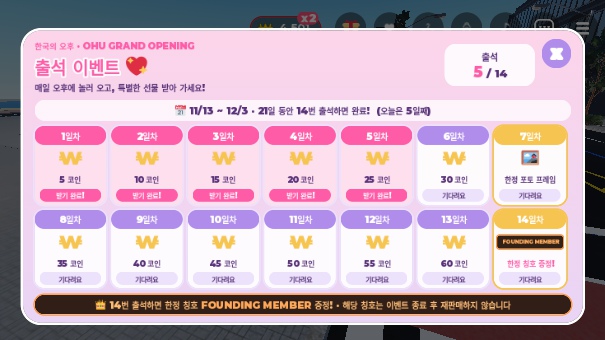 x2
한국의 오후 • OHU GRAND OPENING
출석 이벤트
매일 오후에 놀러 오고, 특별한 선물 받아 가세요!
출석
5 / 14
11/13 ~ 12/3 • 21일 동안 14번 출석하면 완료! (오늘은 5일째)
1일차 2일차 3일차 4일차 5일차 6일차 7일차
5 코인 10 코인 15 코인 20 코인 25 코인 30 코인 한정 포토 프레임
받기 완료! 받기 완료! 받기 완료! 받기 완료! 받기 완료! 기다려요 기다려요
8일차 9일차 10일차 11일차 12일차 13일차 14일차
FOUNDING MEMBER
35 코인 40 코인 45 코인 50 코인 55 코인 60 코인 한정 칭호 증정!
기다려요 기다려요 기다려요 기다려요 기다려요 기다려요 기다려요
14번 출석하면 한정 칭호 FOUNDING MEMBER 증정! • 해당 칭호는 이벤트 종료 후 재판매하지 않습니다